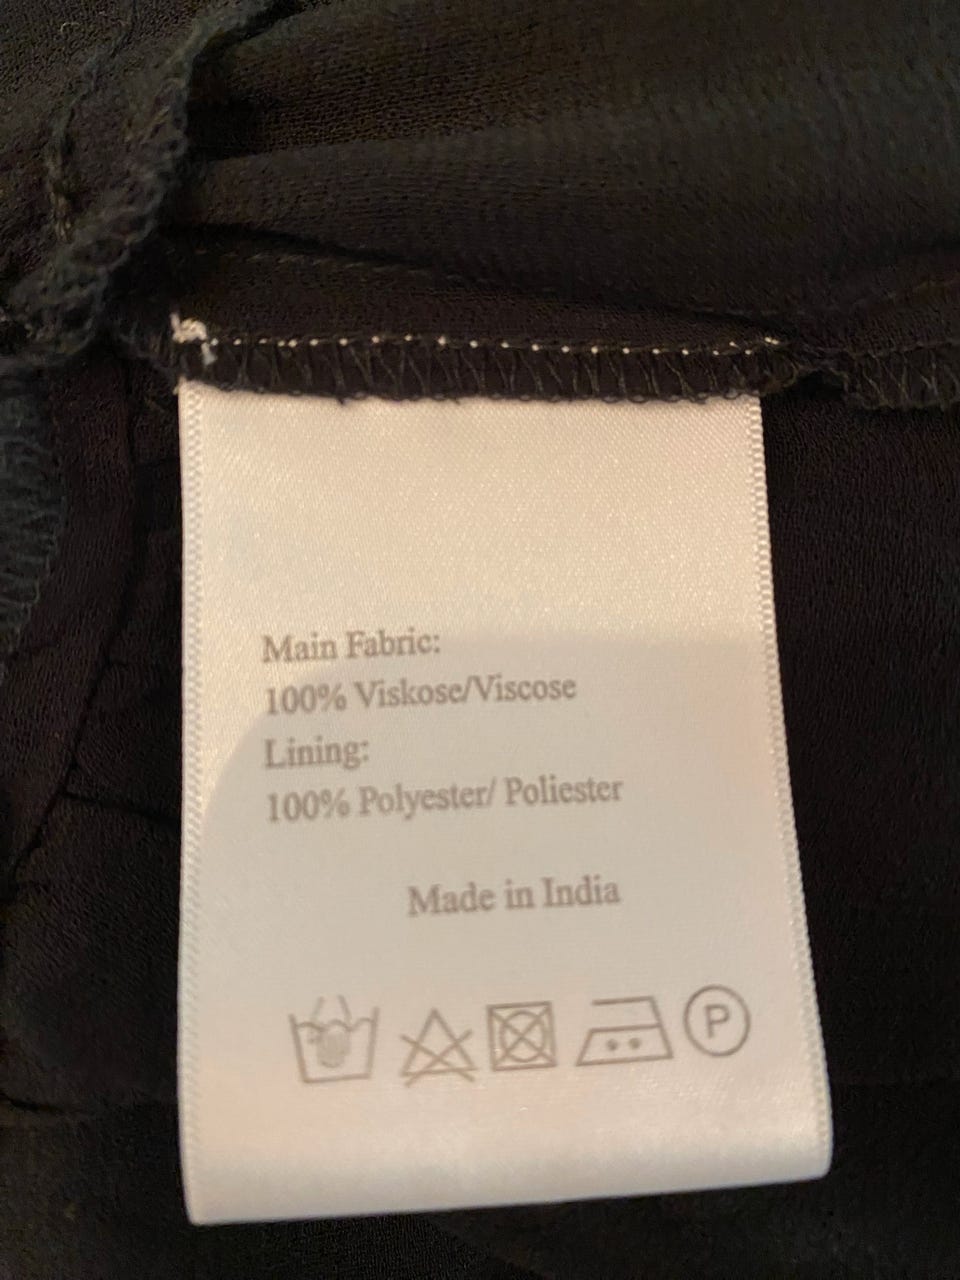 Main Fabric:
100% Viskose/Viscose
Lining:
100% Polyester/ Poliester
Made in India
P